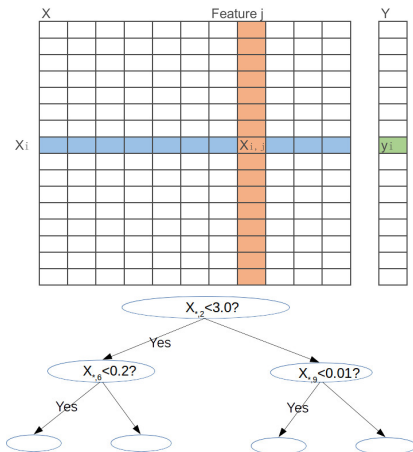 X Feature j Y
Xi Xi, j yi
X*,2<3.0?
Yes
X*,6<0.2? X*,9<0.01?
Yes Yes